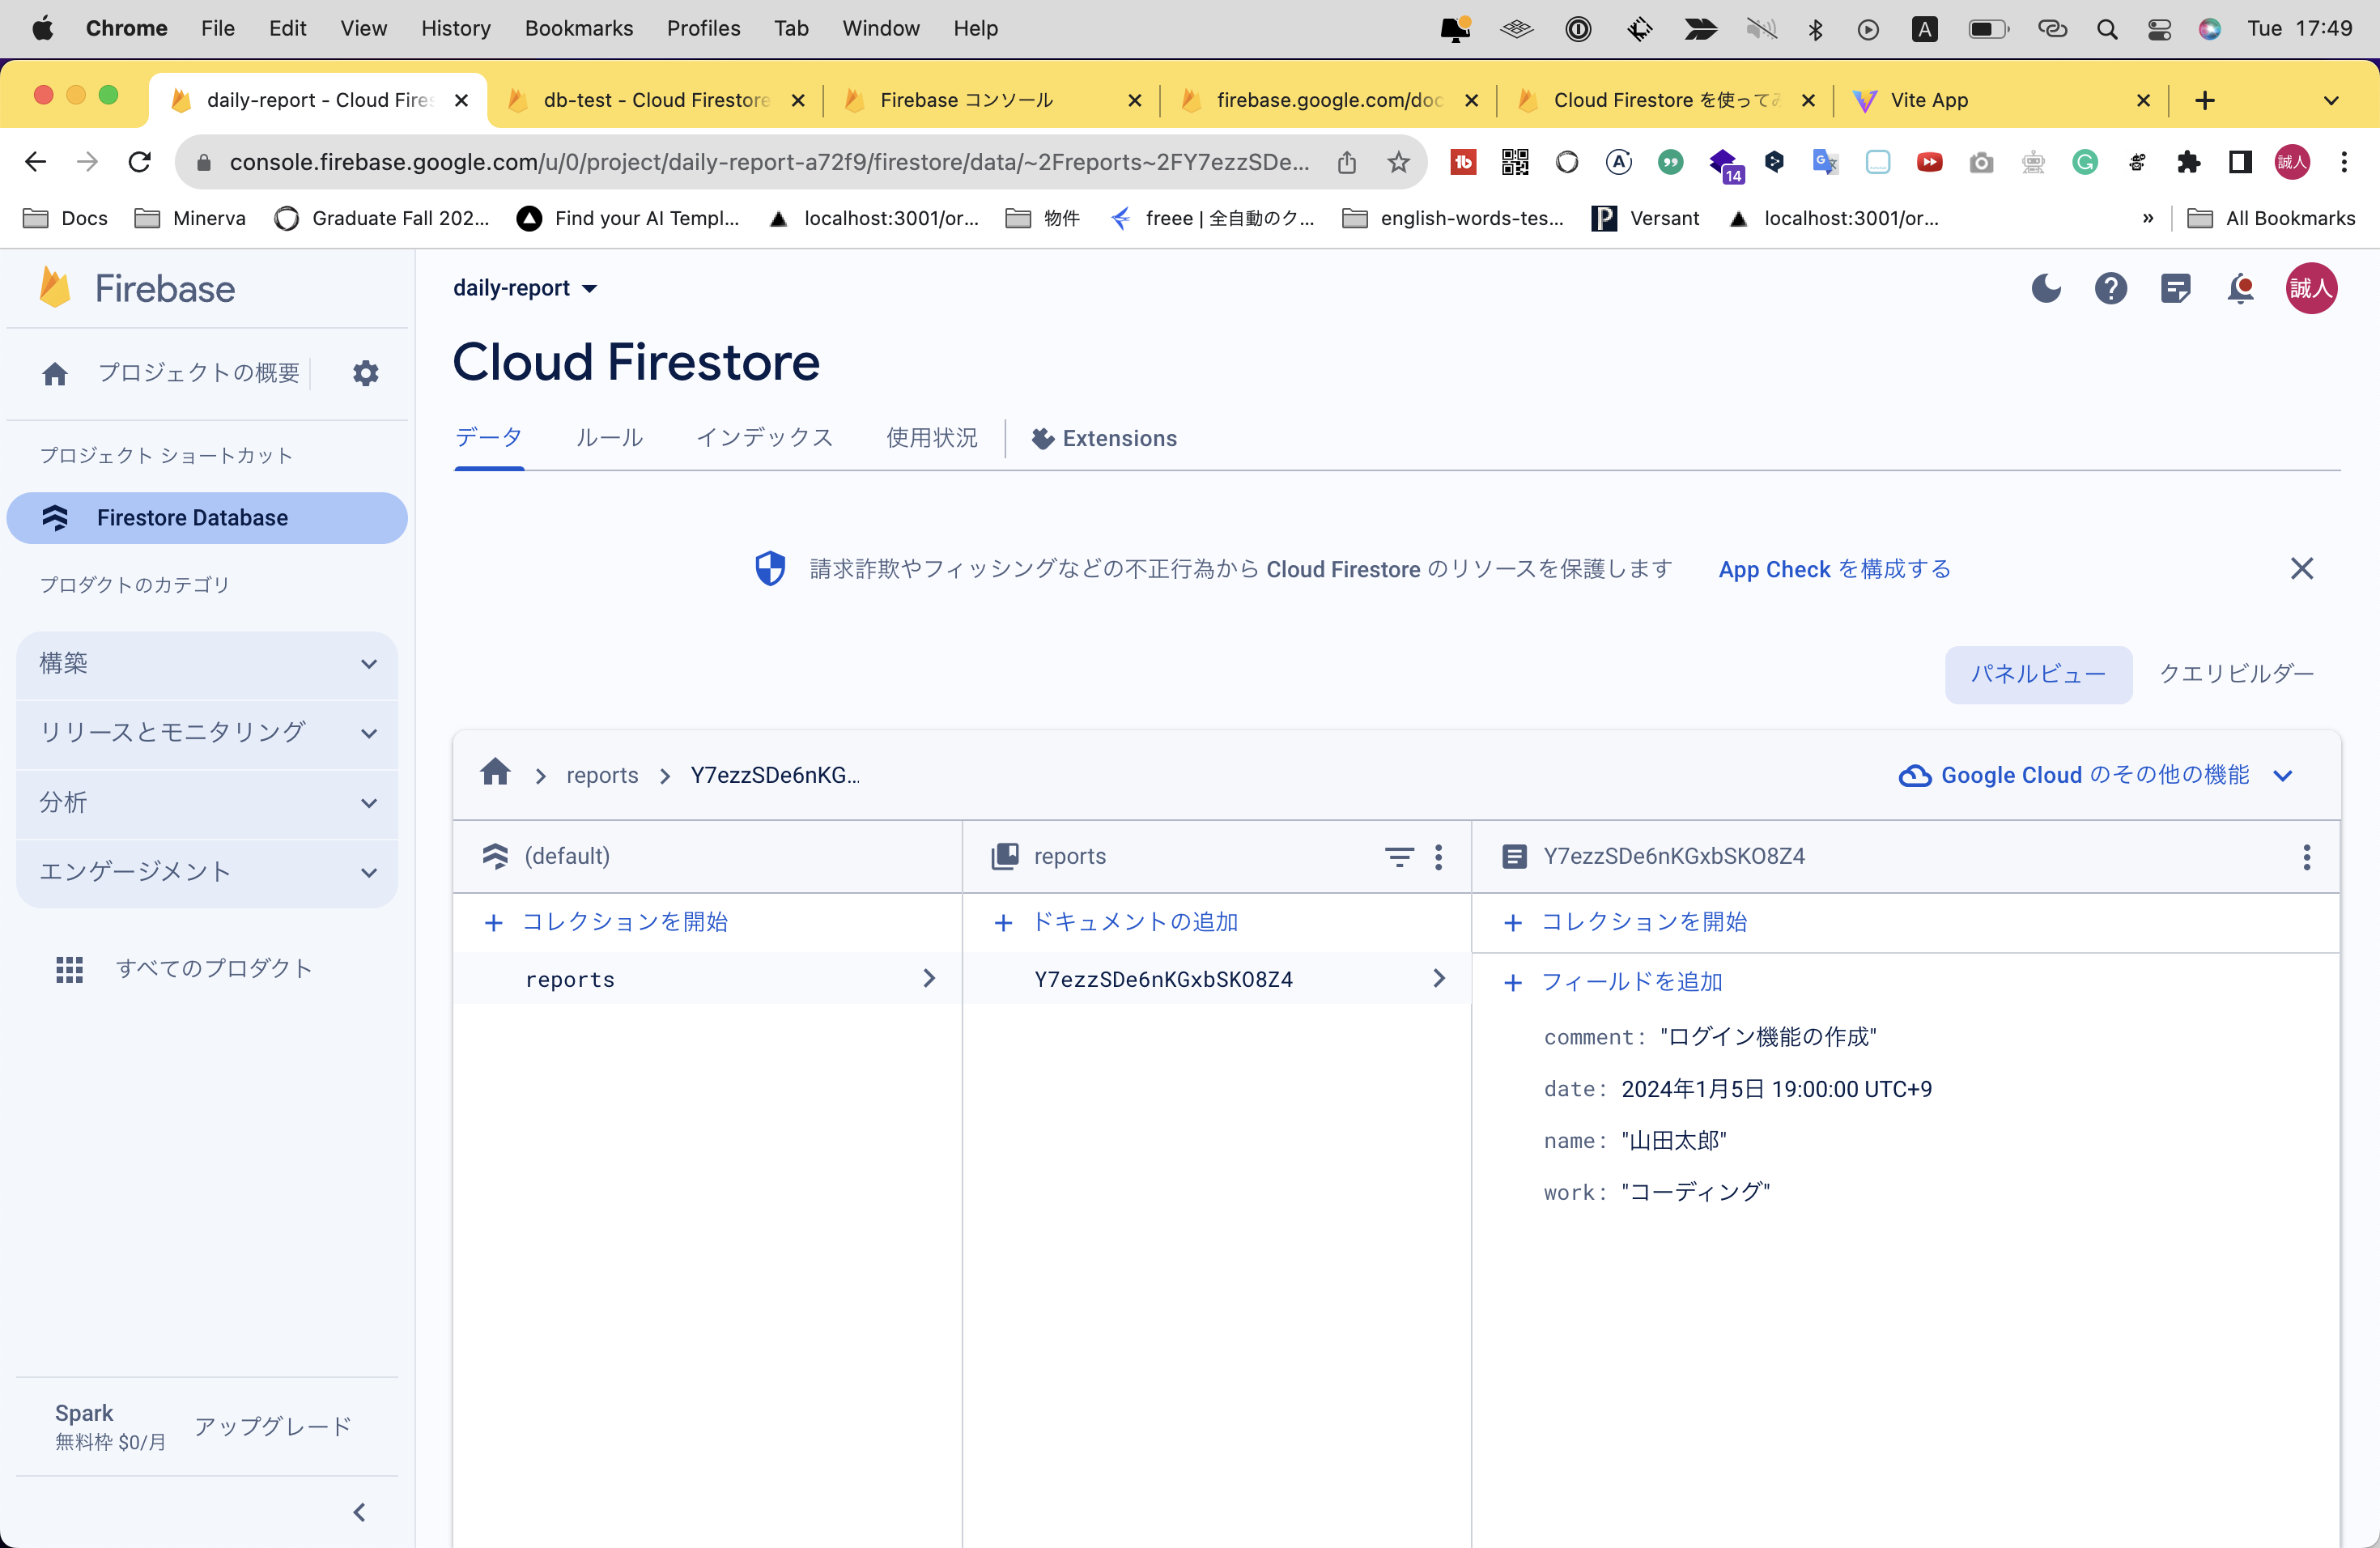 Chrome File Edit View History Bookmarks Profiles Tab Window Help Tue 17:49
daily-report - Cloud Fires db-test - Cloud Firestore Firebase コンソール firebase.google.com/doc Cloud Firestore を使ってみ Vite App
console.firebase.google.com/u/0/project/daily-report-a72f9/firestore/data/~2Freports~2FY7ezzSDe... 14 誠人
Docs Minerva Graduate Fall 202... Find your AI Templ... localhost:3001/or... 物件 freee | 全自動のク... english-words-tes... Versant localhost:3001/or... » All Bookmarks
Firebase
daily-report
誠人
プロジェクトの概要
Cloud Firestore
データ ルール インデックス 使用状況 Extensions
プロジェクト ショートカット
Firestore Database
プロダクトのカテゴリ
請求詐欺やフィッシングなどの不正行為から Cloud Firestore のリソースを保護します App Check を構成する
構築
リリースとモニタリング
分析
エンゲージメント
すべてのプロダクト
パネルビュー クエリビルダー
reports Y7ezzSDe6nKG...
Google Cloud のその他の機能
(default) reports Y7ezzSDe6nKGxbSKO8Z4
コレクションを開始 ドキュメントの追加 コレクションを開始
reports Y7ezzSDe6nKGxbSKO8Z4 フィールドを追加
comment: "ログイン機能の作成"
date: 2024年1月5日 19:00:00 UTC+9
name: "山田太郎"
work: "コーディング"
Spark
無料枠 $0/月
アップグレード